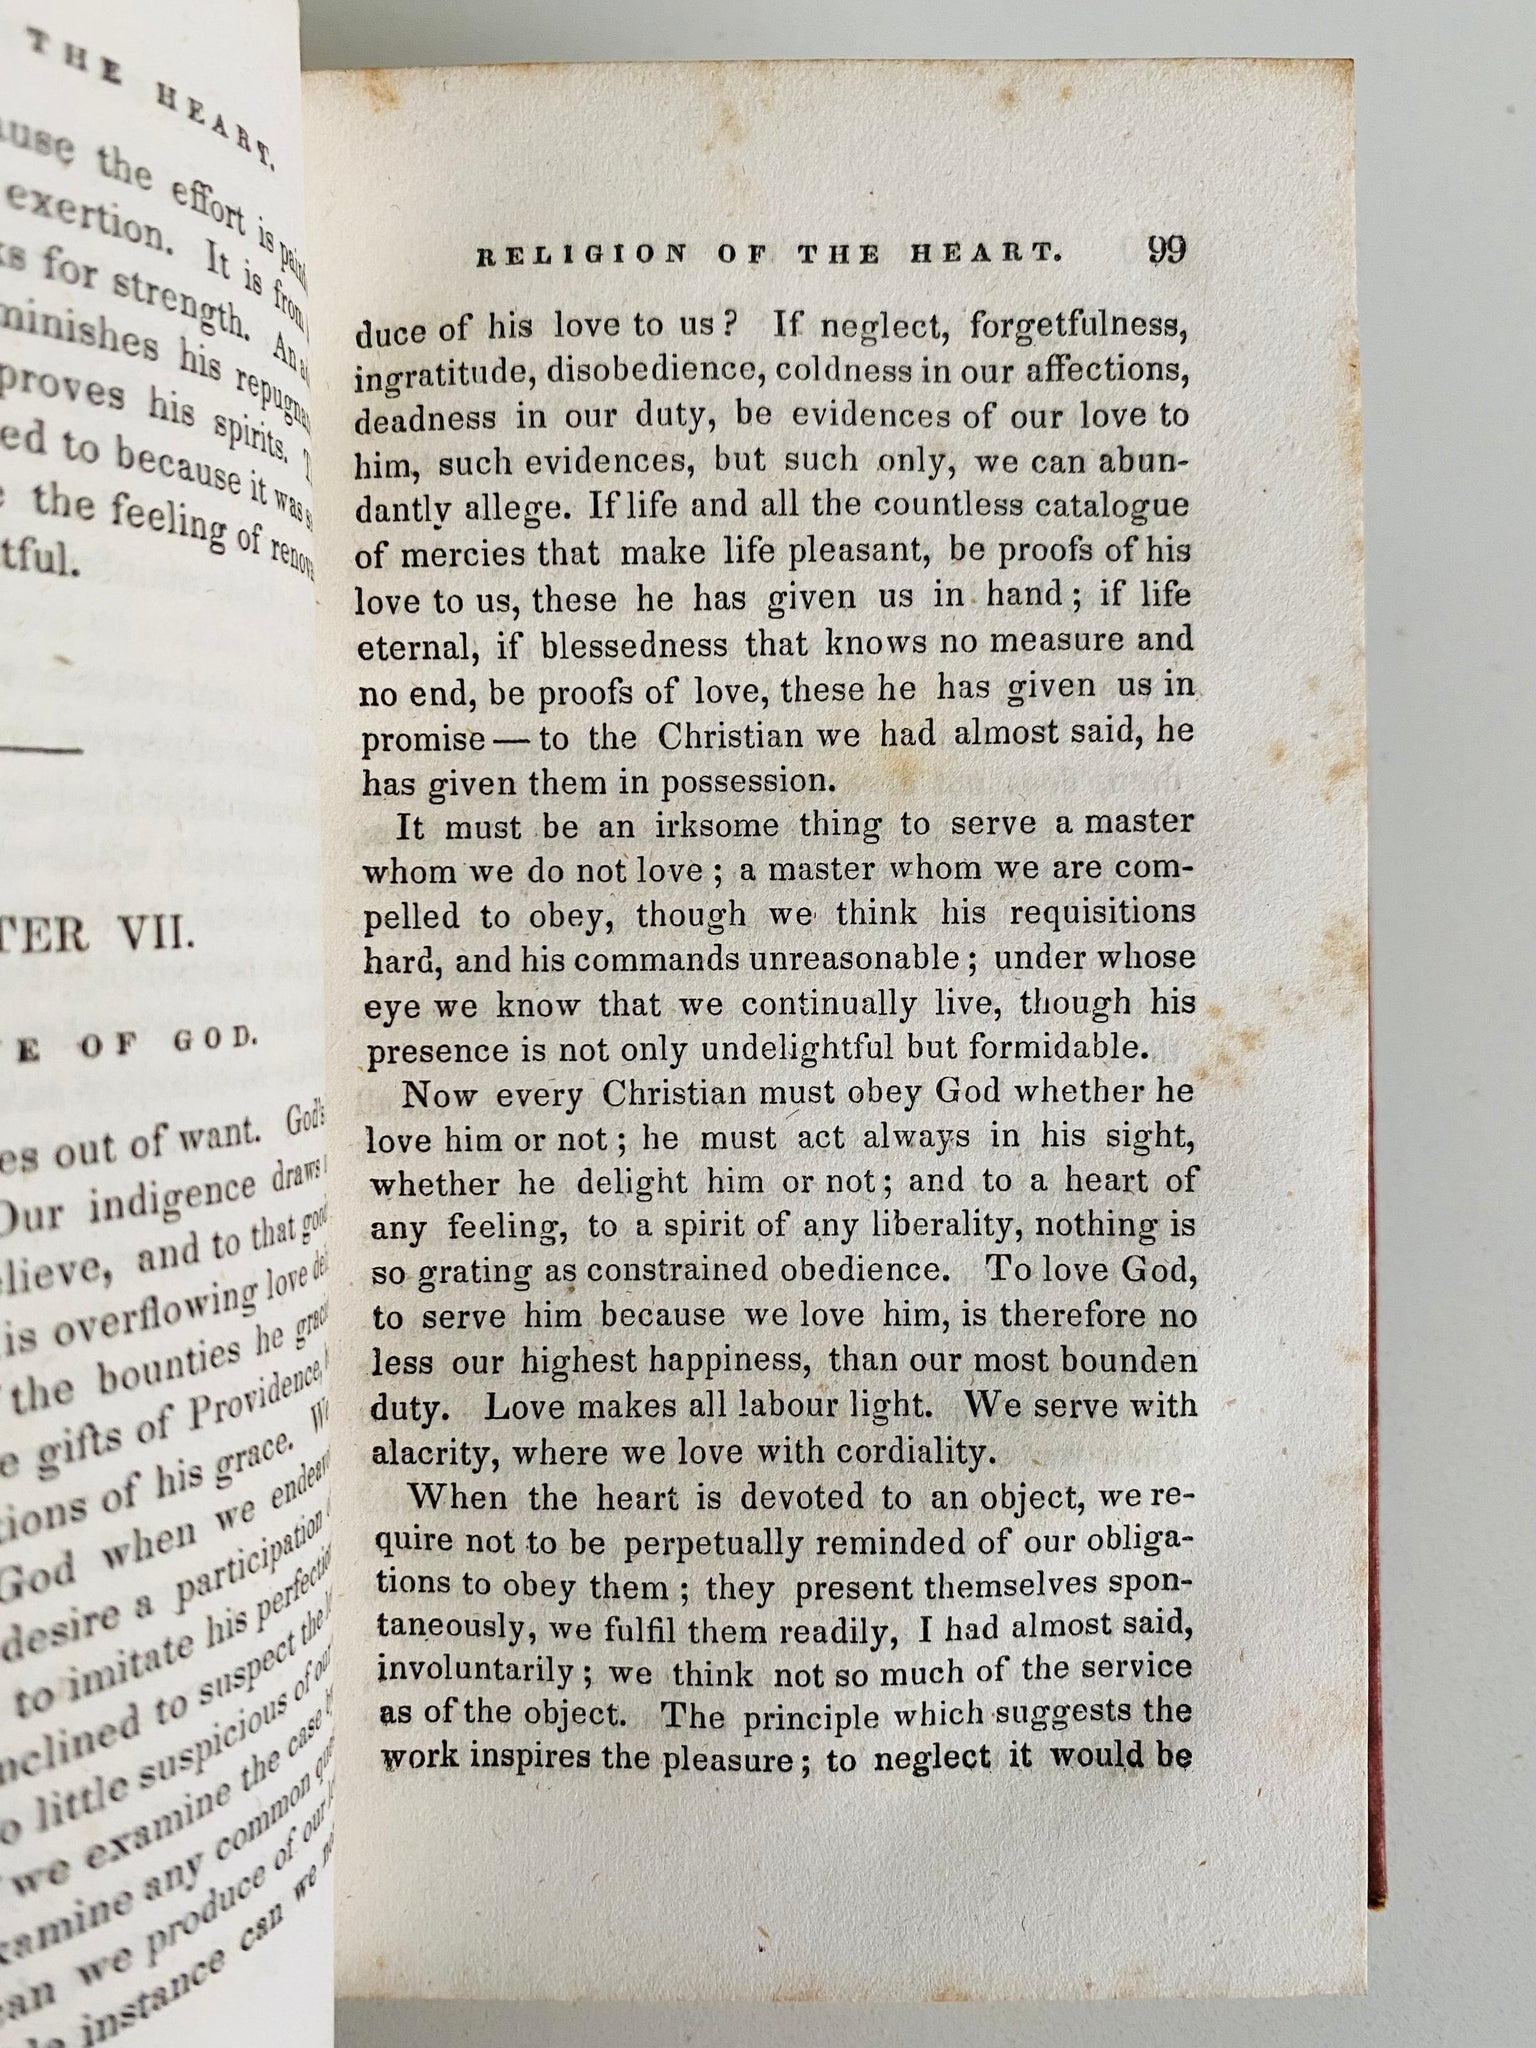 THE HEART.
the effort is
exertion. It is from
for strength.
his
proves his spirits.
to because it was
the feeling of

TER VII.
OF GOD.
out of want. God's
Our indigence draws
and to that
is overflowing love
the bounties he
gifts of Providence,
of his grace.
God when we
desire a participation
to imitate his
to suspect the
little suspicious of our
we examine the case
any common
can we produce of our
instance can we
RELIGION OF THE HEART. 99
duce of his love to us? If neglect, forgetfulness,
ingratitude, disobedience, coldness in our affections,
deadness in our duty, be evidences of our love to
him, such evidences, but such only, we can abun-
dantly allege. If life and all the countless catalogue
of mercies that make life pleasant, be proofs of his
love to us, these he has given us in hand; if life
eternal, if blessedness that knows no measure and
no end, be proofs of love, these he has given us in
promise — to the Christian we had almost said, he
has given them in possession.
It must be an irksome thing to serve a master
whom we do not love; a master whom we are com-
pelled to obey, though we think his requisitions
hard, and his commands unreasonable; under whose
eye we know that we continually live, though his
presence is not only undelightful but formidable.
Now every Christian must obey God whether he
love him or not; he must act always in his sight,
whether he delight him or not; and to a heart of
any feeling, to a spirit of any liberality, nothing is
so grating as constrained obedience. To love God,
to serve him because we love him, is therefore no
less our highest happiness, than our most bounden
duty. Love makes all labour light. We serve with
alacrity, where we love with cordiality.
When the heart is devoted to an object, we re-
quire not to be perpetually reminded of our obliga-
tions to obey them; they present themselves spon-
taneously, we fulfil them readily, I had almost said,
involuntarily; we think not so much of the service
as of the object. The principle which suggests the
work inspires the pleasure; to neglect it would be